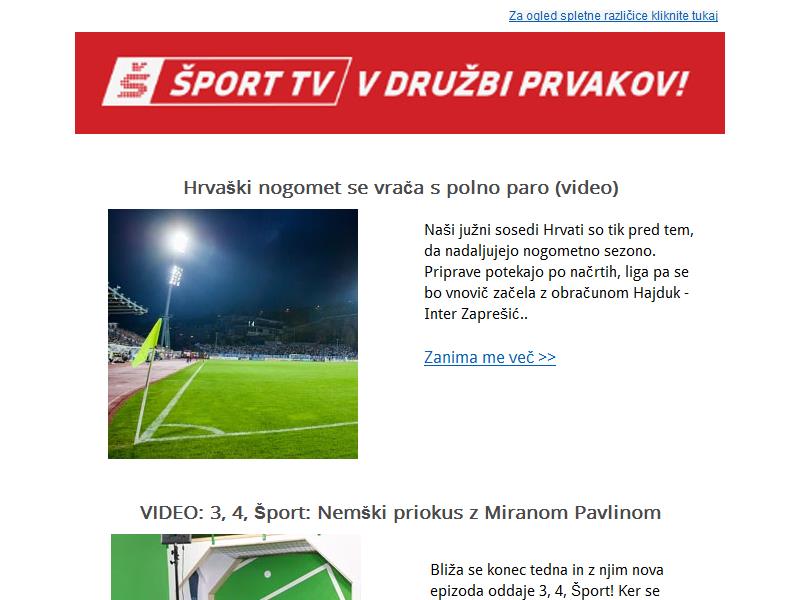 Za ogled spletne različice kliknite tukaj
Š ŠPORT TV V DRUŽBI PRVAKOV!
Hrvaški nogomet se vrača s polno paro (video)
Naši južni sosedi Hrvati so tik pred tem,
da nadaljujejo nogometno sezono.
Priprave potekajo po načrtih, liga pa se
bo vnovič začela z obračunom Hajduk -
Inter Zaprešić..
Zanima me več >>
VIDEO: 3, 4, Šport: Nemški priokus z Miranom Pavlinom
Bliža se konec tedna in z njim nova
epizoda oddaje 3, 4, Šport! Ker se